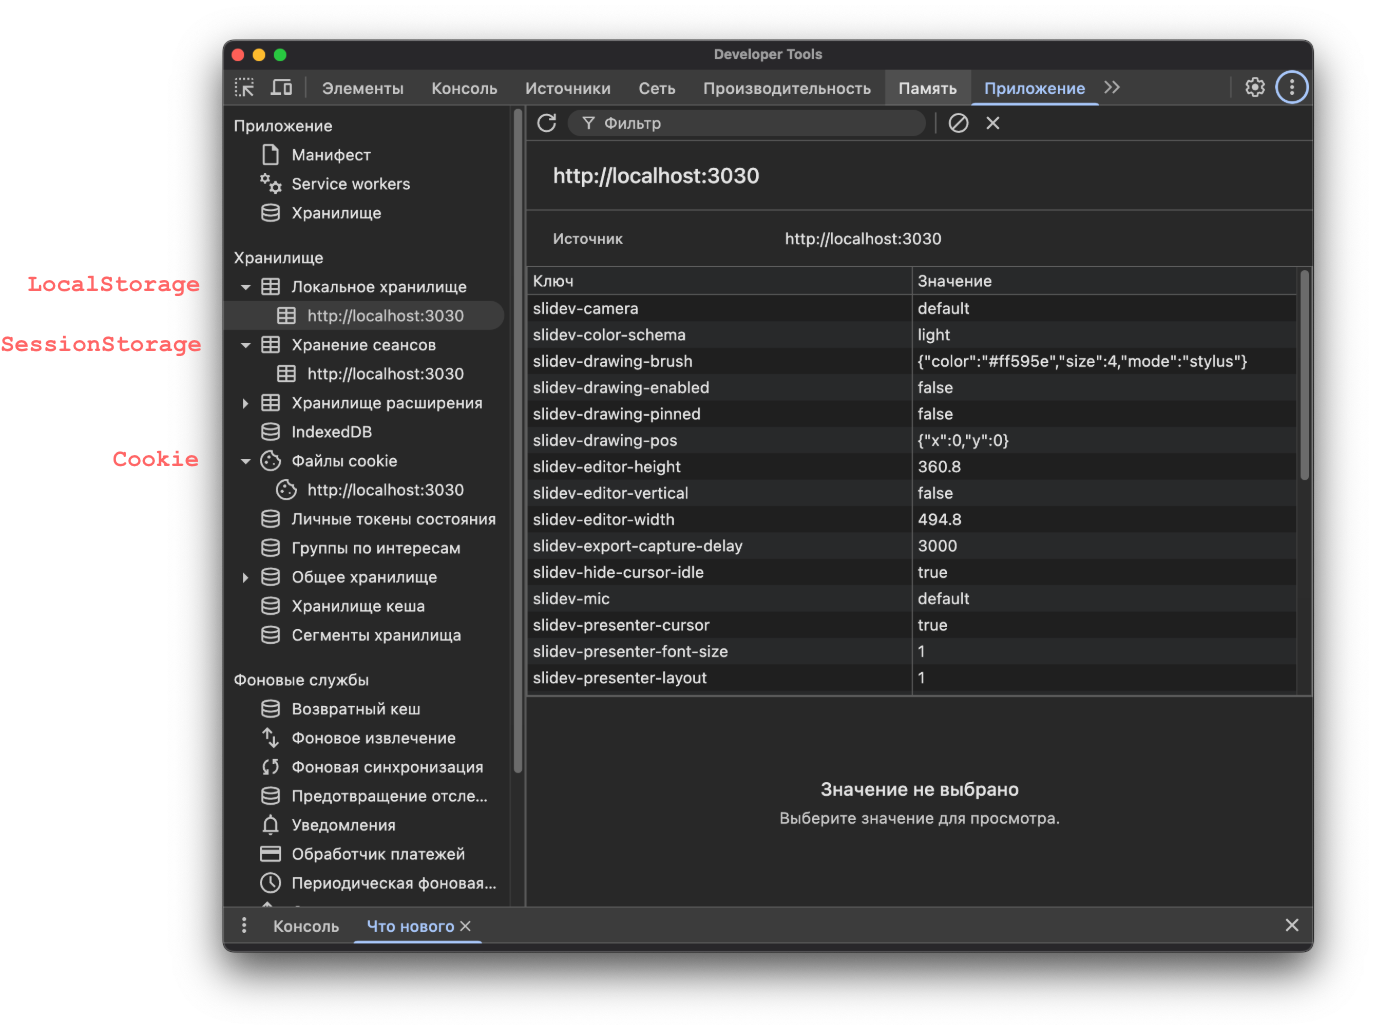 Developer Tools
Элементы Консоль Источники Сеть Производительность Память Приложение
Приложение
Манифест
Service workers
Хранилище
Хранилище
LocalStorage
Локальное хранилище
http://localhost:3030
SessionStorage
Хранение сеансов
http://localhost:3030
Хранилище расширения
IndexedDB
Cookie
Файлы cookie
http://localhost:3030
Личные токены состояния
Группы по интересам
Общее хранилище
Хранилище кеша
Сегменты хранилища
Фоновые службы
Возвратный кеш
Фоновое извлечение
Фоновая синхронизация
Предотвращение отсле...
Уведомления
Обработчик платежей
Периодическая фоновая...
Фильтр
http://localhost:3030
Источник http://localhost:3030
Ключ Значение
slidev-camera default
slidev-color-schema light
slidev-drawing-brush {"color":"#ff595e","size":4,"mode":"stylus"}
slidev-drawing-enabled false
slidev-drawing-pinned false
slidev-drawing-pos {"x":0,"y":0}
slidev-editor-height 360.8
slidev-editor-vertical false
slidev-editor-width 494.8
slidev-export-capture-delay 3000
slidev-hide-cursor-idle true
slidev-mic default
slidev-presenter-cursor true
slidev-presenter-font-size 1
slidev-presenter-layout 1
Значение не выбрано
Выберите значение для просмотра.
Консоль Что нового